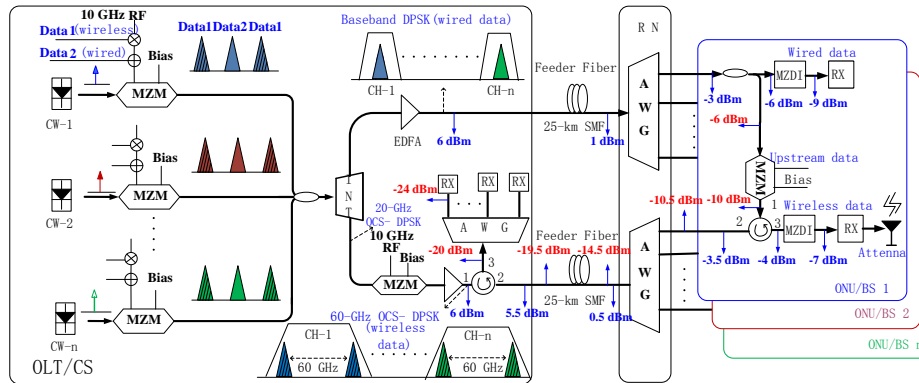 10 GHz RF
Data1 (wireless)
Data 2 (wired)
Bias
MZM
CW-1
Data1 Data2 Data1
Baseband DPSK (wired data)
CH-1
CH-n
EDFA
6 dBm
Feeder Fiber
25-km SMF
1 dBm
R N
A
W
G
-3 dBm
-6 dBm
Wired data
MZDI
RX
-6 dBm
-9 dBm
Upstream data
MZM
Bias
-10 dBm
1
2
3
Wireless data
MZDI
RX
Attenna
-4 dBm
-7 dBm
-3.5 dBm
-10.5 dBm
ONU/BS 1
ONU/BS 2
ONU/BS n
Bias
MZM
CW-2
Bias
MZM
CW-n
I
N
T
20-GHz
OCS- DPSK
10 GHz
RF
Bias
MZM
-24 dBm
RX
RX
RX
A W G
-20 dBm
3
1
2
6 dBm
-19.5 dBm
-14.5 dBm
Feeder Fiber
25-km SMF
5.5 dBm
0.5 dBm
A
W
G
60-GHz OCS- DPSK
(wireless
data)
CH-1
60 GHz
CH-n
60 GHz
OLT/CS